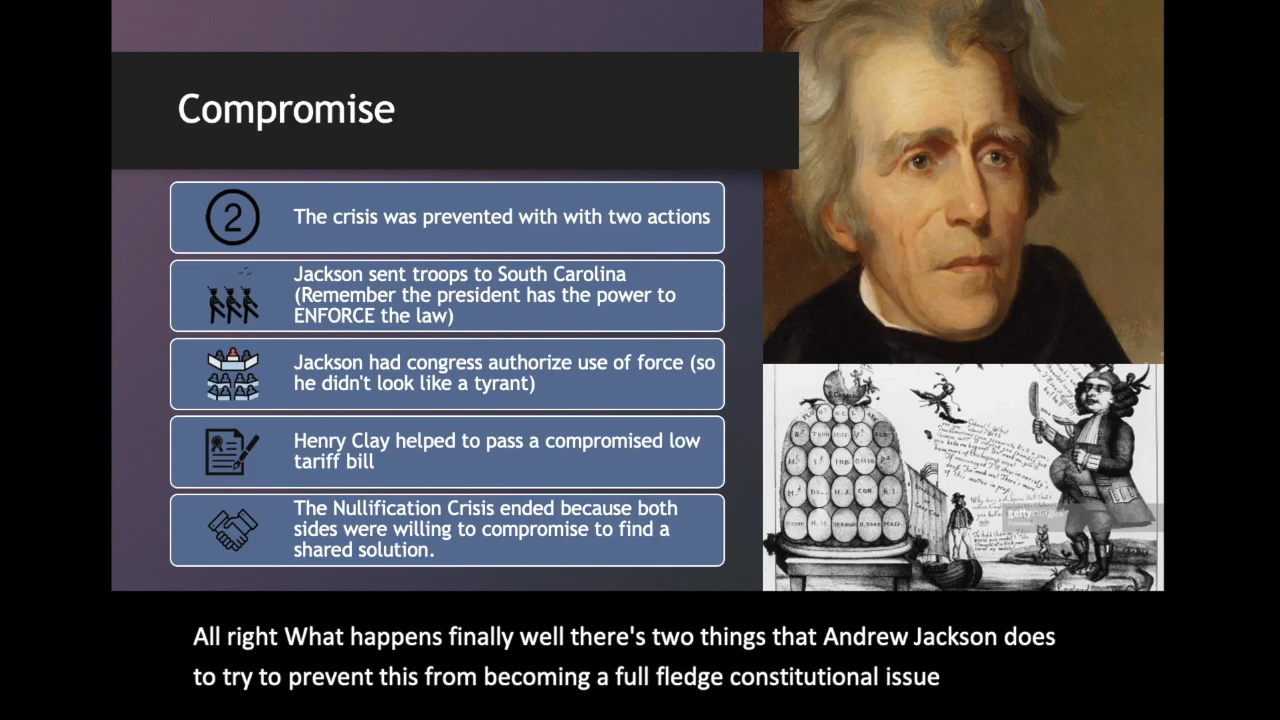 Compromise
2
The crisis was prevented with with two actions
Jackson sent troops to South Carolina
(Remember the president has the power to
ENFORCE the law)
Jackson had congress authorize use of force (so
he didn't look like a tyrant)
Henry Clay helped to pass a compromised low
tariff bill
The Nullification Crisis ended because both
sides were willing to compromise to find a
shared solution.
gettyimages
All right What happens finally well there's two things that Andrew Jackson does
to try to prevent this from becoming a full fledge constitutional issue